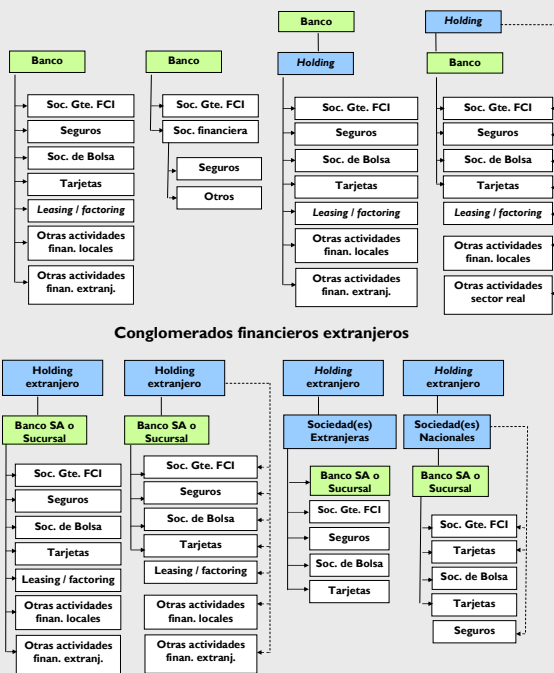 Banco
Soc. Gte. FCI
Seguros
Soc. de Bolsa
Tarjetas
Leasing / factoring
Otras actividades
finan. locales
Otras actividades
finan. extranj.
Banco
Soc. Gte. FCI
Soc. financiera
Seguros
Otros
Banco
Holding
Soc. Gte. FCI
Seguros
Soc. de Bolsa
Tarjetas
Leasing / factoring
Otras actividades
finan. locales
Otras actividades
finan. extranj.
Holding
Banco
Soc. Gte. FCI
Seguros
Soc. de Bolsa
Tarjetas
Leasing / factoring
Otras actividades
finan. locales
Otras actividades
sector real
Conglomerados financieros extranjeros
Holding
extranjero
Banco SA o
Sucursal
Soc. Gte. FCI
Seguros
Soc. de Bolsa
Tarjetas
Leasing / factoring
Otras actividades
finan. locales
Otras actividades
finan. extranj.
Holding
extranjero
Banco SA o
Sucursal
Soc. Gte. FCI
Seguros
Soc. de Bolsa
Tarjetas
Leasing / factoring
Otras actividades
finan. locales
Otras actividades
finan. extranj.
Holding
extranjero
Sociedad(es)
Extranjeras
Banco SA o
Sucursal
Soc. Gte. FCI
Seguros
Soc. de Bolsa
Tarjetas
Holding
extranjero
Sociedad(es)
Nacionales
Banco SA o
Sucursal
Soc. Gte. FCI
Tarjetas
Soc. de Bolsa
Tarjetas
Seguros